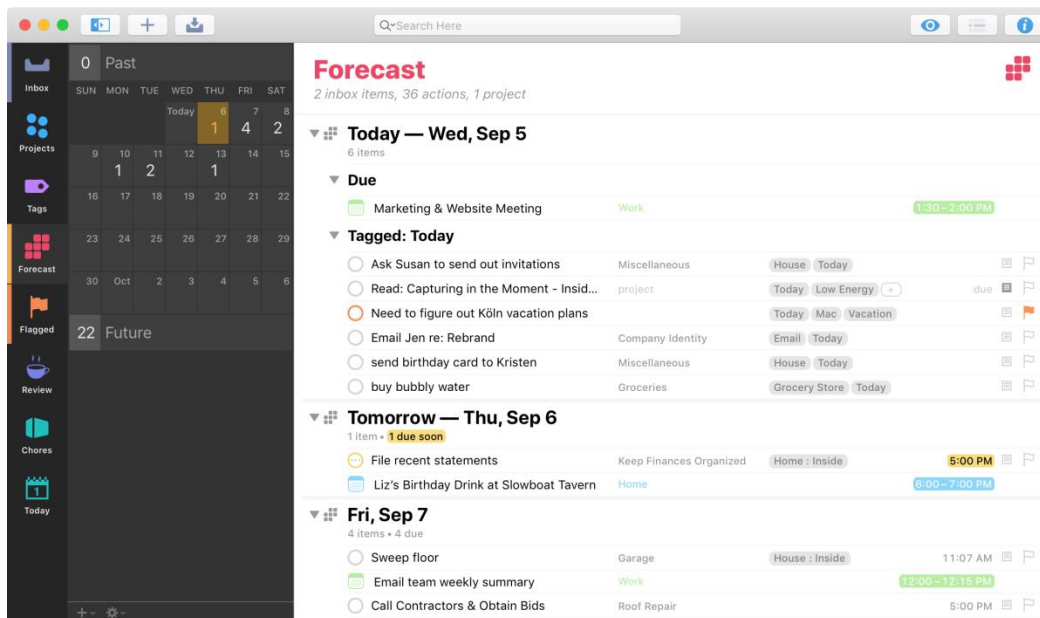 Search Here
Inbox
Projects
Tags
Forecast
Flagged
Review
Chores
1
Today
0 Past
SUN MON TUE WED THU FRI SAT
Today 6 7 8
1 4 2
9 10 11 12 13 14 15
1 2 1
16 17 18 19 20 21 22
23 24 25 26 27 28 29
30 Oct 2 3 4 5 6
22 Future
Forecast
2 inbox items, 36 actions, 1 project
Today — Wed, Sep 5
6 items
Due
Marketing & Website Meeting Work 1:30 – 2:00 PM
Tagged: Today
Ask Susan to send out invitations Miscellaneous House Today
Read: Capturing in the Moment - Insid... project Today Low Energy + due
Need to figure out Köln vacation plans Today Mac Vacation
Email Jen re: Rebrand Company Identity Email Today
send birthday card to Kristen Miscellaneous House Today
buy bubbly water Groceries Grocery Store Today
Tomorrow — Thu, Sep 6
1 item • 1 due soon
File recent statements Keep Finances Organized Home : Inside 5:00 PM
Liz's Birthday Drink at Slowboat Tavern Home 6:00 – 7:00 PM
Fri, Sep 7
4 items • 4 due
Sweep floor Garage House : Inside 11:07 AM
Email team weekly summary Work 12:00 – 12:15 PM
Call Contractors & Obtain Bids Roof Repair 5:00 PM